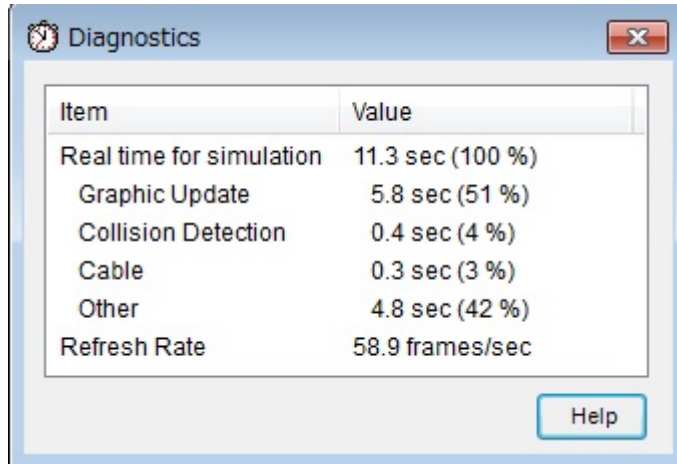 Diagnostics
Item Value
Real time for simulation 11.3 sec (100 %)
Graphic Update 5.8 sec (51 %)
Collision Detection 0.4 sec (4 %)
Cable 0.3 sec (3 %)
Other 4.8 sec (42 %)
Refresh Rate 58.9 frames/sec
Help